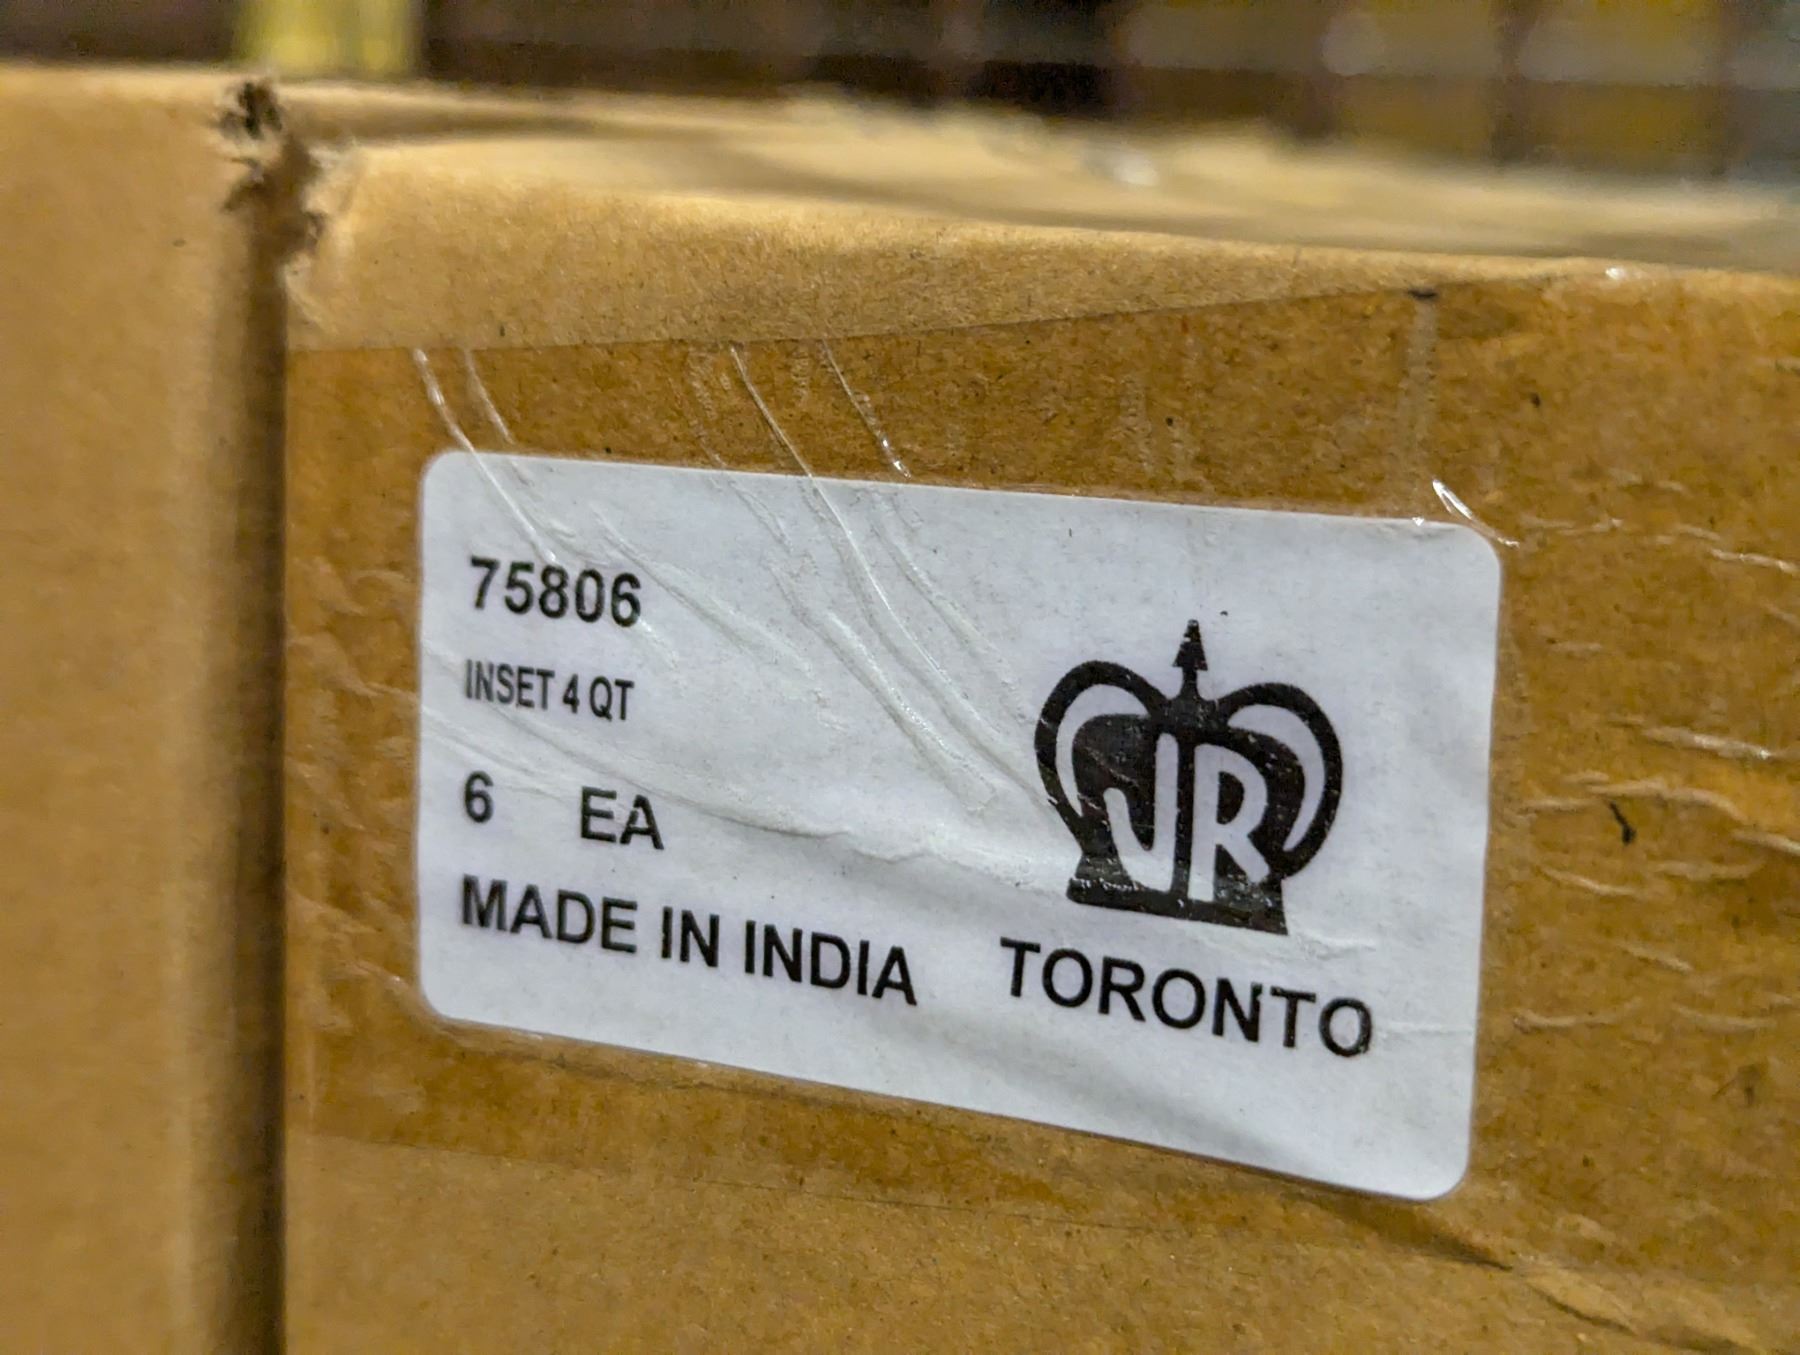 75806
INSET 4 QT
6 EA
JR
MADE IN INDIA TORONTO